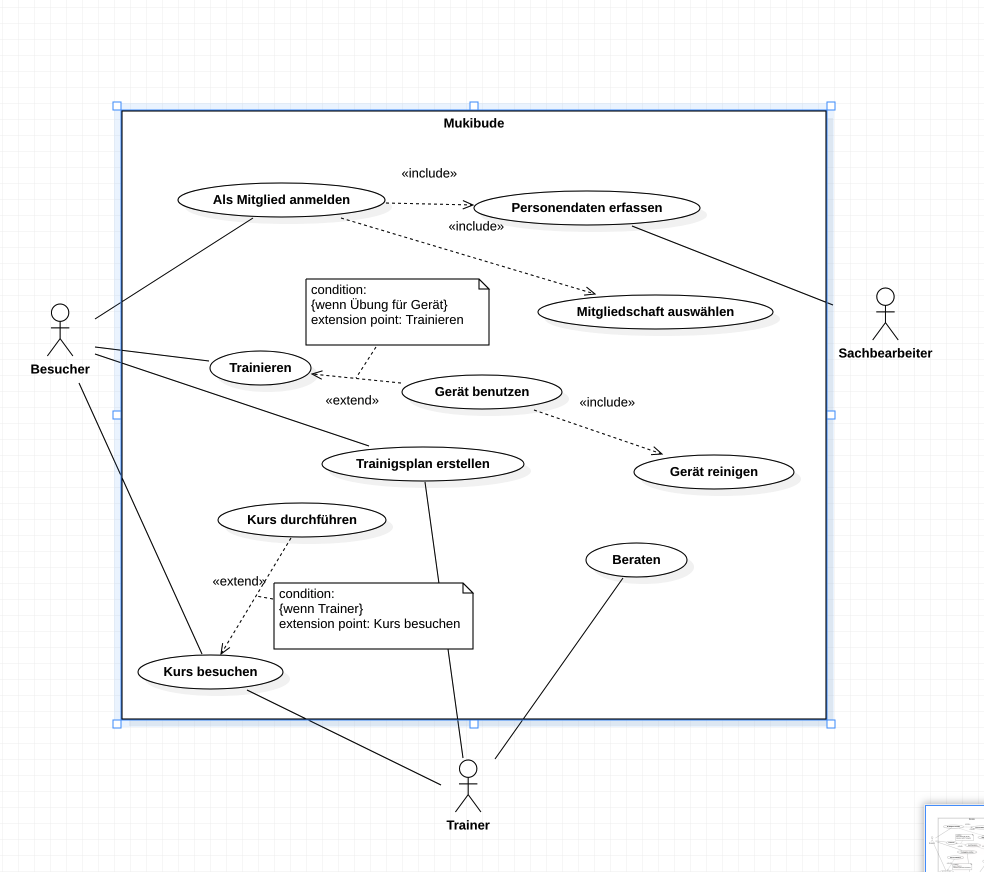 Mukibude
«include»
Als Mitglied anmelden
Personendaten erfassen
«include»
condition:
{wenn Übung für Gerät}
extension point: Trainieren
Mitgliedschaft auswählen
Besucher
Sachbearbeiter
Trainieren
Gerät benutzen
«extend»
«include»
Trainigsplan erstellen
Gerät reinigen
Kurs durchführen
Beraten
«extend»
condition:
{wenn Trainer}
extension point: Kurs besuchen
Kurs besuchen
Trainer